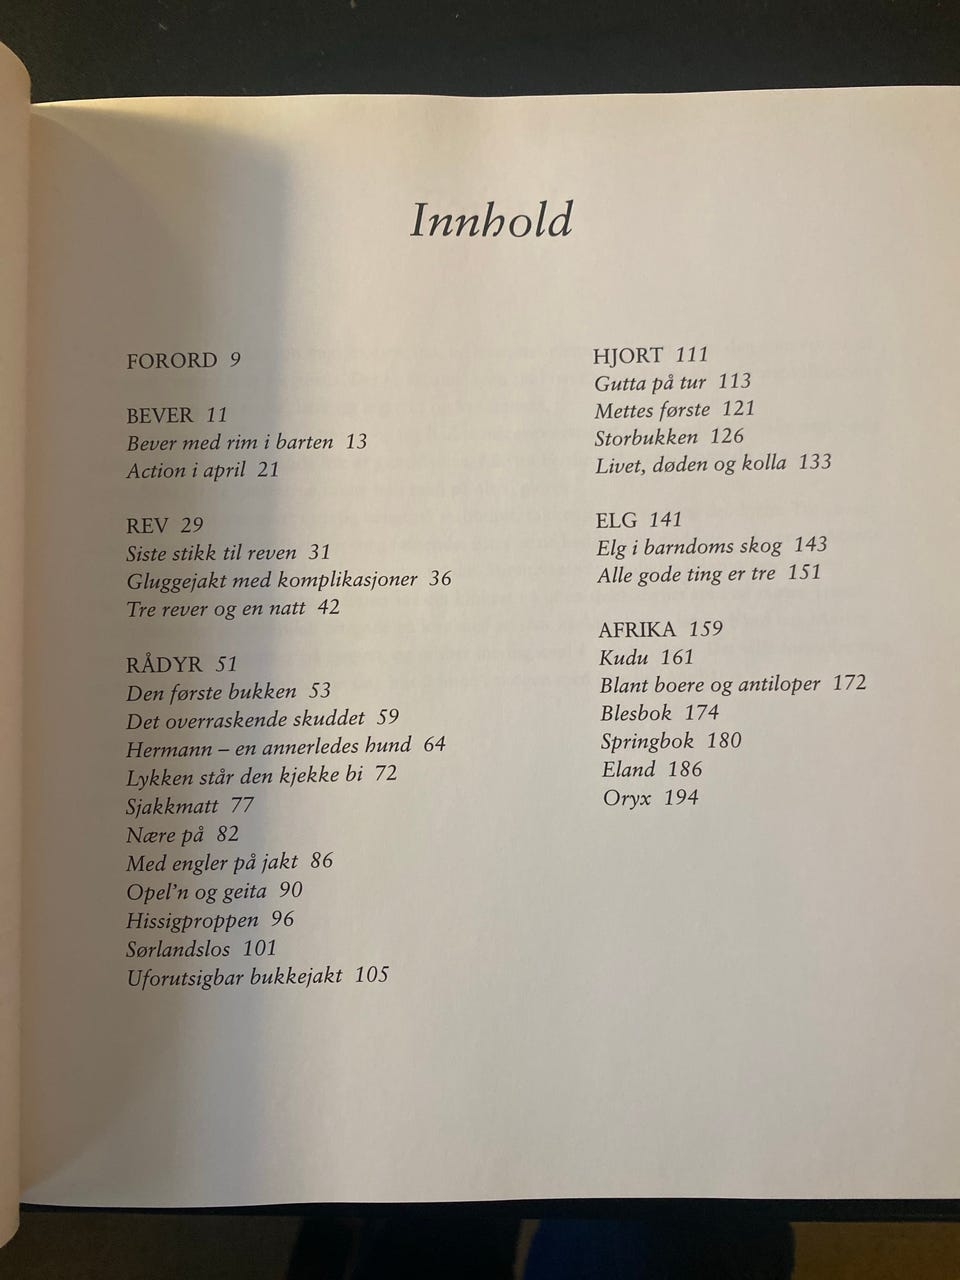 Innhold
FORORD 9
BEVER 11
Bever med rim i barten 13
Action i april 21
REV 29
Siste stikk til reven 31
Gluggejakt med komplikasjoner 36
Tre rever og en natt 42
RÅDYR 51
Den første bukken 53
Det overraskende skuddet 59
Hermann – en annerledes hund 64
Lykken står den kjekke bi 72
Sjakkmatt 77
Nære på 82
Med engler på jakt 86
Opel’n og geita 90
Hissigproppen 96
Sørlandslos 101
Uforutsigbar bukkejakt 105
HJORT 111
Gutta på tur 113
Mettes første 121
Storbukken 126
Livet, døden og kolla 133
ELG 141
Elg i barndoms skog 143
Alle gode ting er tre 151
AFRIKA 159
Kudu 161
Blant boere og antiloper 172
Blesbok 174
Springbok 180
Eland 186
Oryx 194